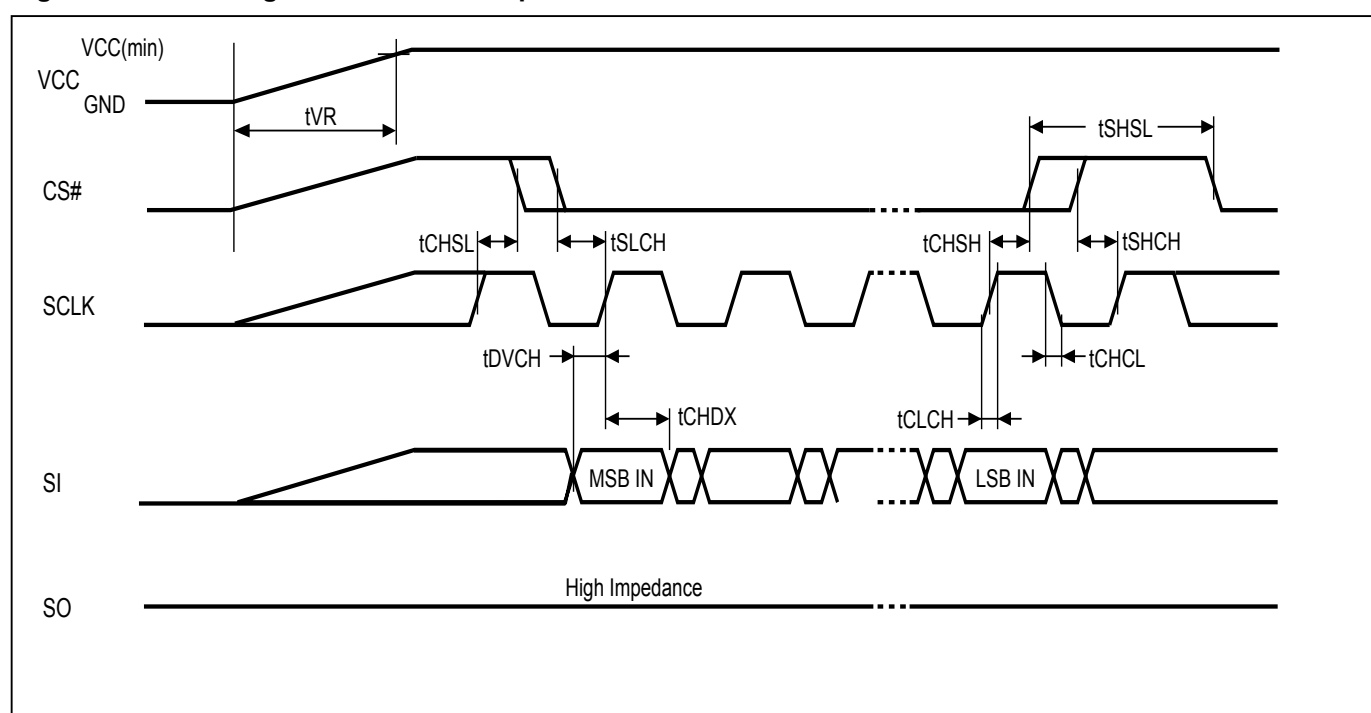 VCC(min)
VCC
GND
tVR
tSHSL
CS#
tCHSL
tSLCH
tCHSH
tSHCH
SCLK
tDVCH
tCHCL
tCHDX
tCLCH
SI
MSB IN
LSB IN
High Impedance
SO